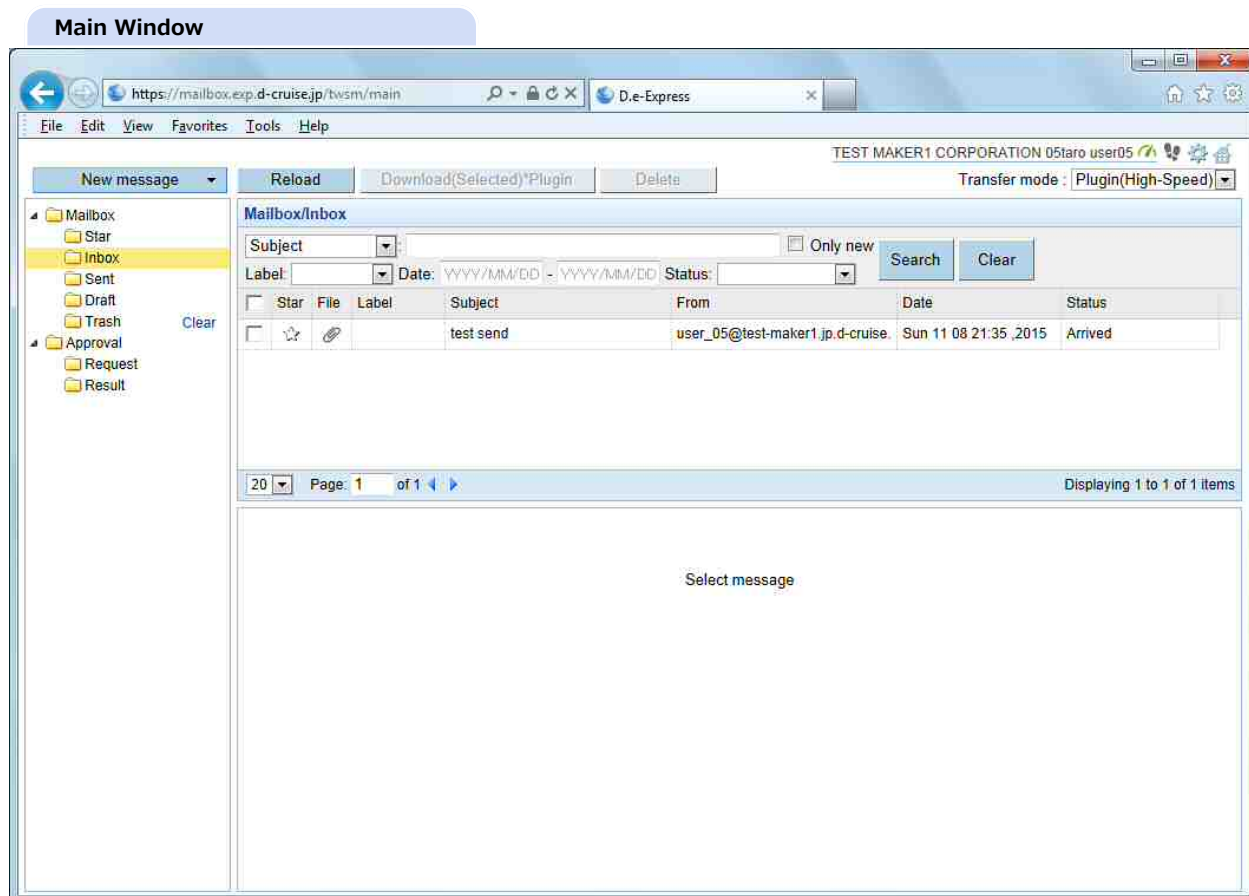 Main Window
https://mailbox.exp.d-cruise.jp/twsm/main
D.e-Express
File Edit View Favorites Tools Help
TEST MAKER1 CORPORATION 05taro user05
New message Reload Download(Selected)*Plugin Delete Transfer mode : Plugin(High-Speed)
Mailbox
Star
Inbox
Sent
Draft
Trash Clear
Approval
Request
Result
Mailbox/Inbox
Subject : Only new
Search Clear
Label: Date: YYYY/MM/DD - YYYY/MM/DD Status:
Star File Label Subject From Date Status
test send user_05@test-maker1.jp.d-cruise. Sun 11 08 21:35 ,2015 Arrived
20 Page: 1 of 1 Displaying 1 to 1 of 1 items
Select message